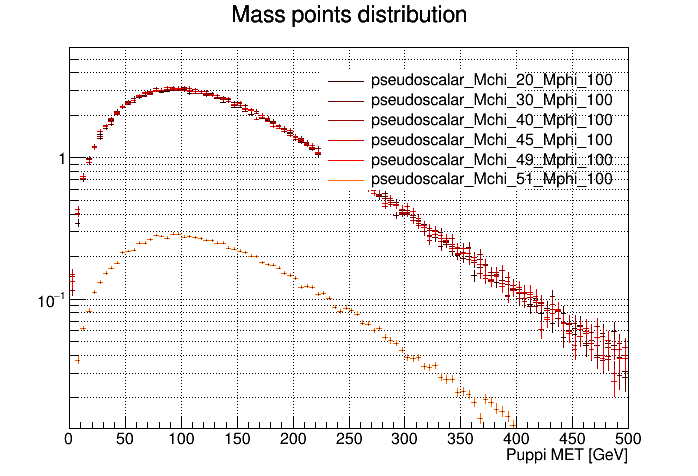 Mass points distribution
pseudoscalar_Mchi_20_Mphi_100
pseudoscalar_Mchi_30_Mphi_100
pseudoscalar_Mchi_40_Mphi_100
pseudoscalar_Mchi_45_Mphi_100
pseudoscalar_Mchi_49_Mphi_100
pseudoscalar_Mchi_51_Mphi_100
1
10⁻¹
0 50 100 150 200 250 300 350 400 450 500
Puppi MET [GeV]